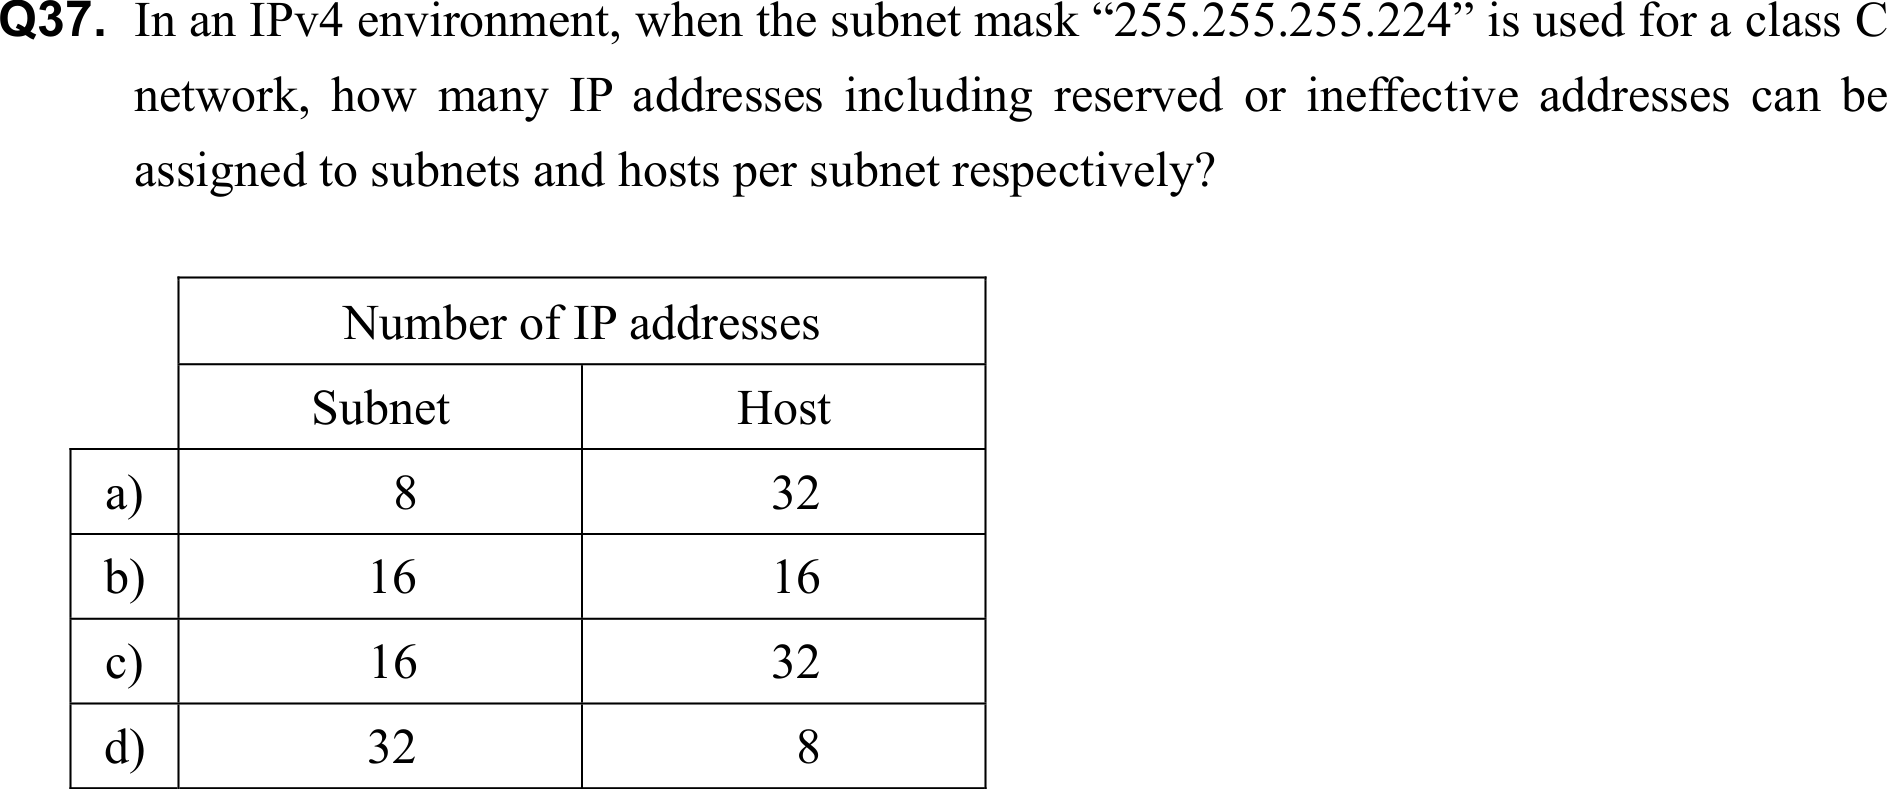 Q37. In an IPv4 environment, when the subnet mask “255.255.255.224” is used for a class C
network, how many IP addresses including reserved or ineffective addresses can be
assigned to subnets and hosts per subnet respectively?
Number of IP addresses
Subnet Host
a) 8 32
b) 16 16
c) 16 32
d) 32 8